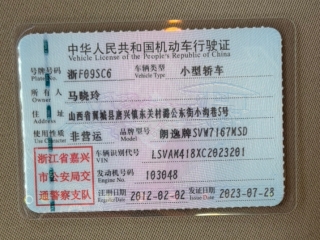 中华人民共和国机动车行驶证
Vehicle License of the People's Republic of China
号牌号码 浙F09SC6 车辆类型 小型轿车
Plate No. Vehicle Type
所有人 马晓玲
Owner
住址 山西省翼城县唐兴镇东关村潞公东街小沟巷5号
Address
使用性质 非营运 品牌型号 朗逸牌SVW7167MSD
Use Character Model
浙江省嘉兴
市公安局交
通警察支队
车辆识别代号 LSVAM418XC2023201
VIN
发动机号码 103048
Engine No.
注册日期 2012-02-02 发证日期 2023-07-28
Register Date Issue Date